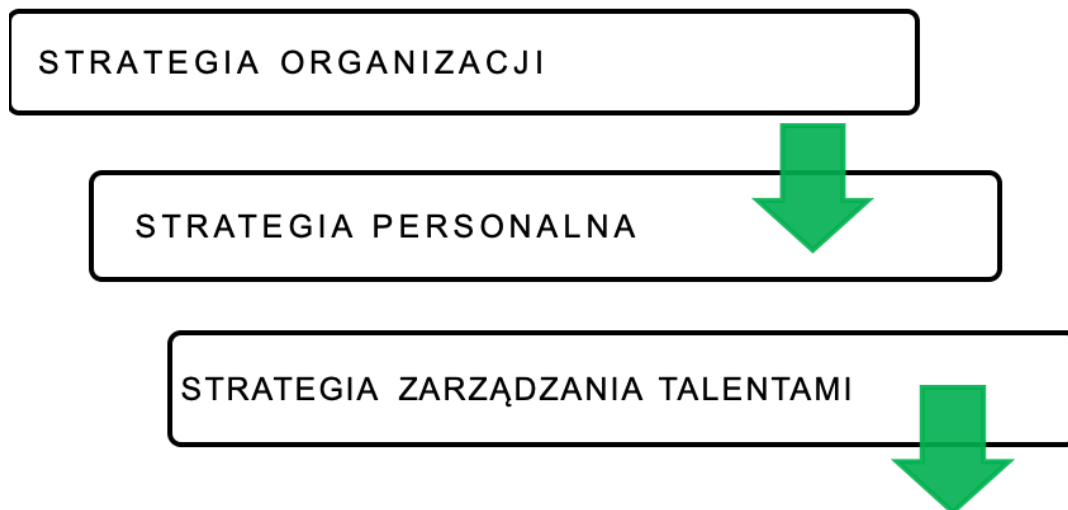 STRATEGIA ORGANIZACJI
STRATEGIA PERSONALNA
STRATEGIA ZARZĄDZANIA TALENTAMI